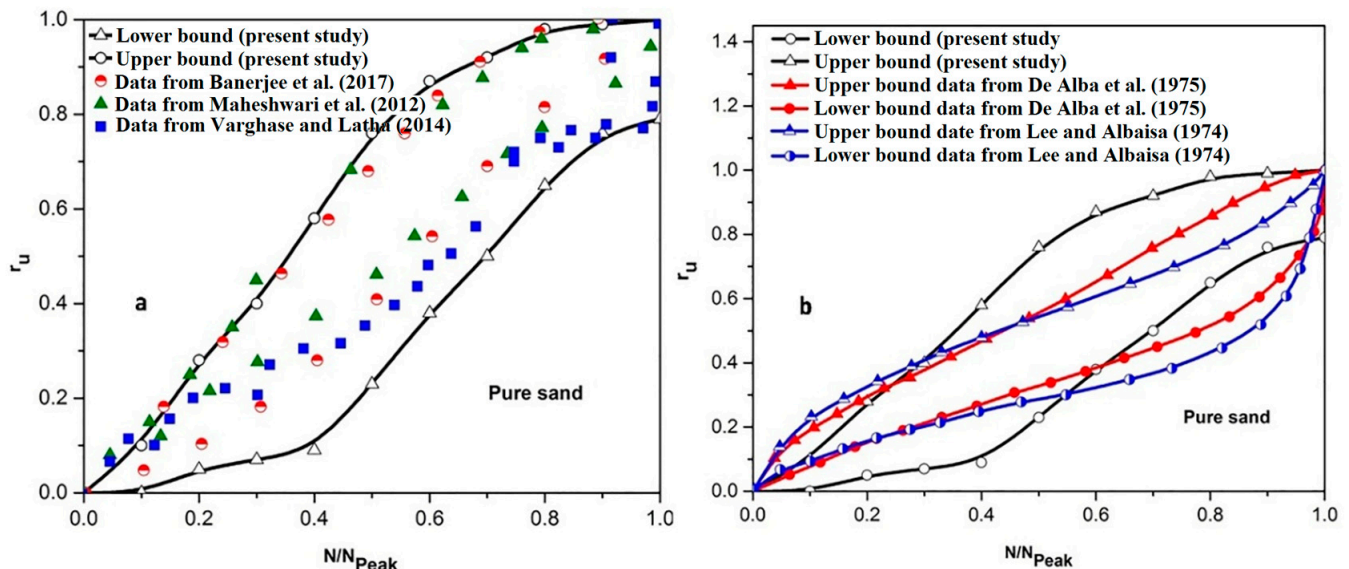 1.0
0.8
0.6
0.4
0.2
0.0
ru
Lower bound (present study)
Upper bound (present study)
Data from Banerjee et al. (2017)
Data from Maheshwari et al. (2012)
Data from Varghase and Latha (2014)
a
Pure sand
0.0 0.2 0.4 0.6 0.8 1.0
N/NPeak
1.4
1.2
1.0
0.8
0.6
0.4
0.2
0.0
ru
Lower bound (present study
Upper bound (present study)
Upper bound data from De Alba et al. (1975)
Lower bound data from De Alba et al. (1975)
Upper bound date from Lee and Albaisa (1974)
Lower bound data from Lee and Albaisa (1974)
b
Pure sand
0.0 0.2 0.4 0.6 0.8 1.0
N/NPeak